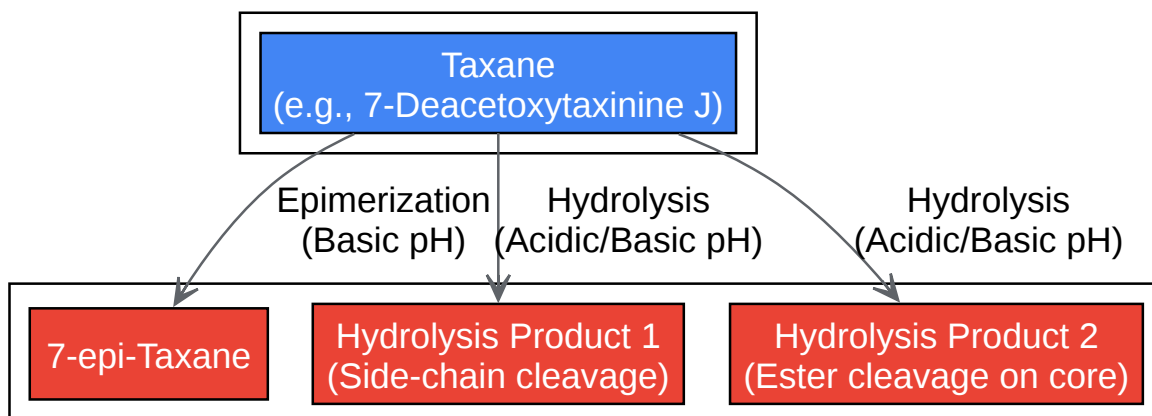 Taxane
(e.g., 7-Deacetoxytaxinine J)
Epimerization
(Basic pH)
Hydrolysis
(Acidic/Basic pH)
Hydrolysis
(Acidic/Basic pH)
7-epi-Taxane
Hydrolysis Product 1
(Side-chain cleavage)
Hydrolysis Product 2
(Ester cleavage on core)